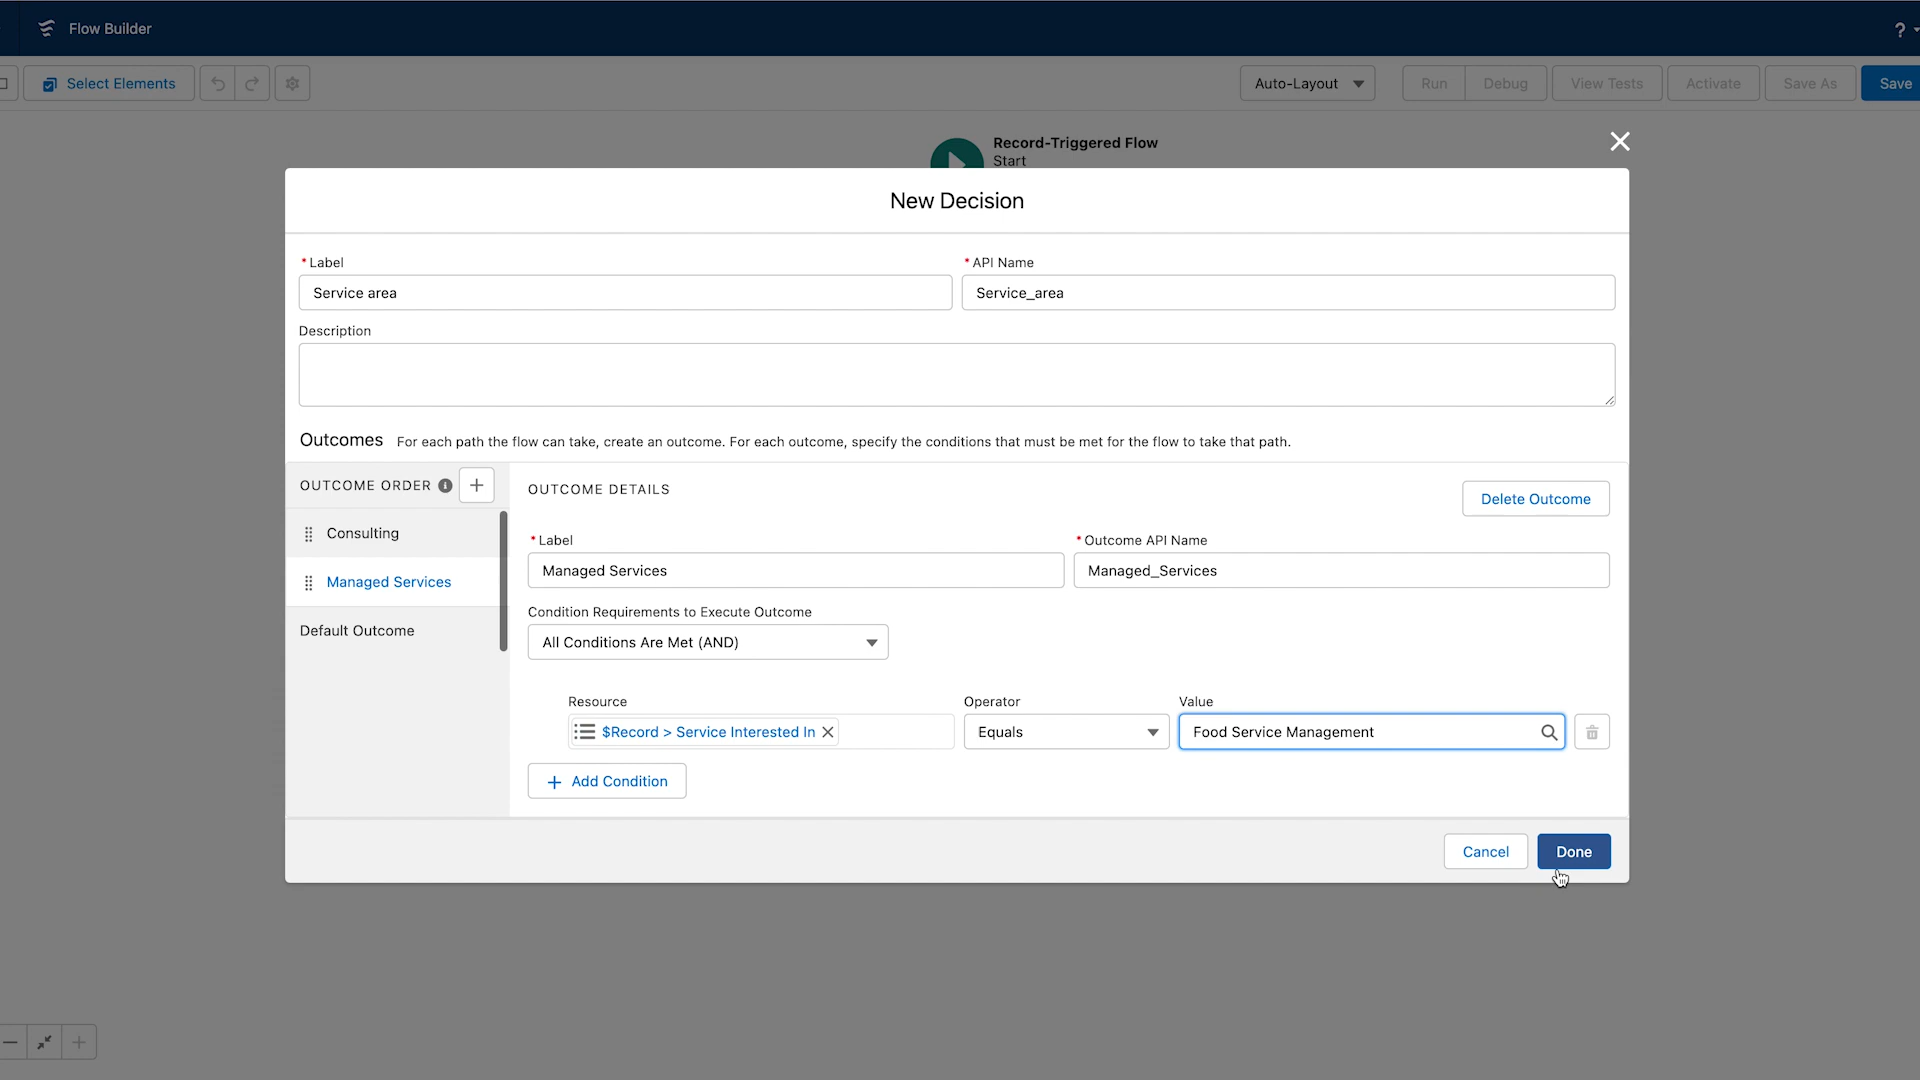 Flow Builder
?
Select Elements
Auto-Layout
Run
Debug
View Tests
Activate
Save As
Save
Record-Triggered Flow
Start
New Decision
* Label
* API Name
Service area
Service_area
Description
Outcomes For each path the flow can take, create an outcome. For each outcome, specify the conditions that must be met for the flow to take that path.
OUTCOME ORDER
OUTCOME DETAILS
Delete Outcome
Consulting
Managed Services
Default Outcome
* Label
* Outcome API Name
Managed Services
Managed_Services
Condition Requirements to Execute Outcome
All Conditions Are Met (AND)
Resource
Operator
Value
$Record > Service Interested In
Equals
Food Service Management
+ Add Condition
Cancel
Done